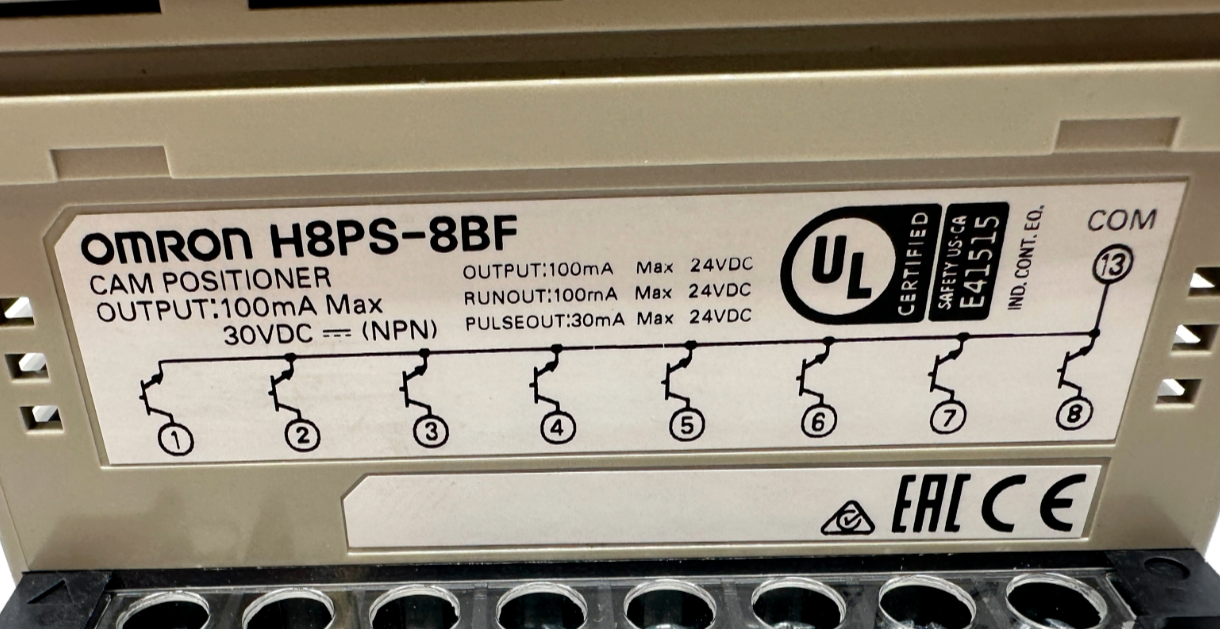 OMRON H8PS-8BF
CAM POSITIONER
OUTPUT:100mA Max
30VDC ⎓ (NPN)
OUTPUT:100mA Max 24VDC
RUNOUT:100mA Max 24VDC
PULSEOUT:30mA Max 24VDC
UL
CERTIFIED
SAFETY US·CA
E41515
IND. CONT. EQ.
COM
13
1 2 3 4 5 6 7 8
EAC CE